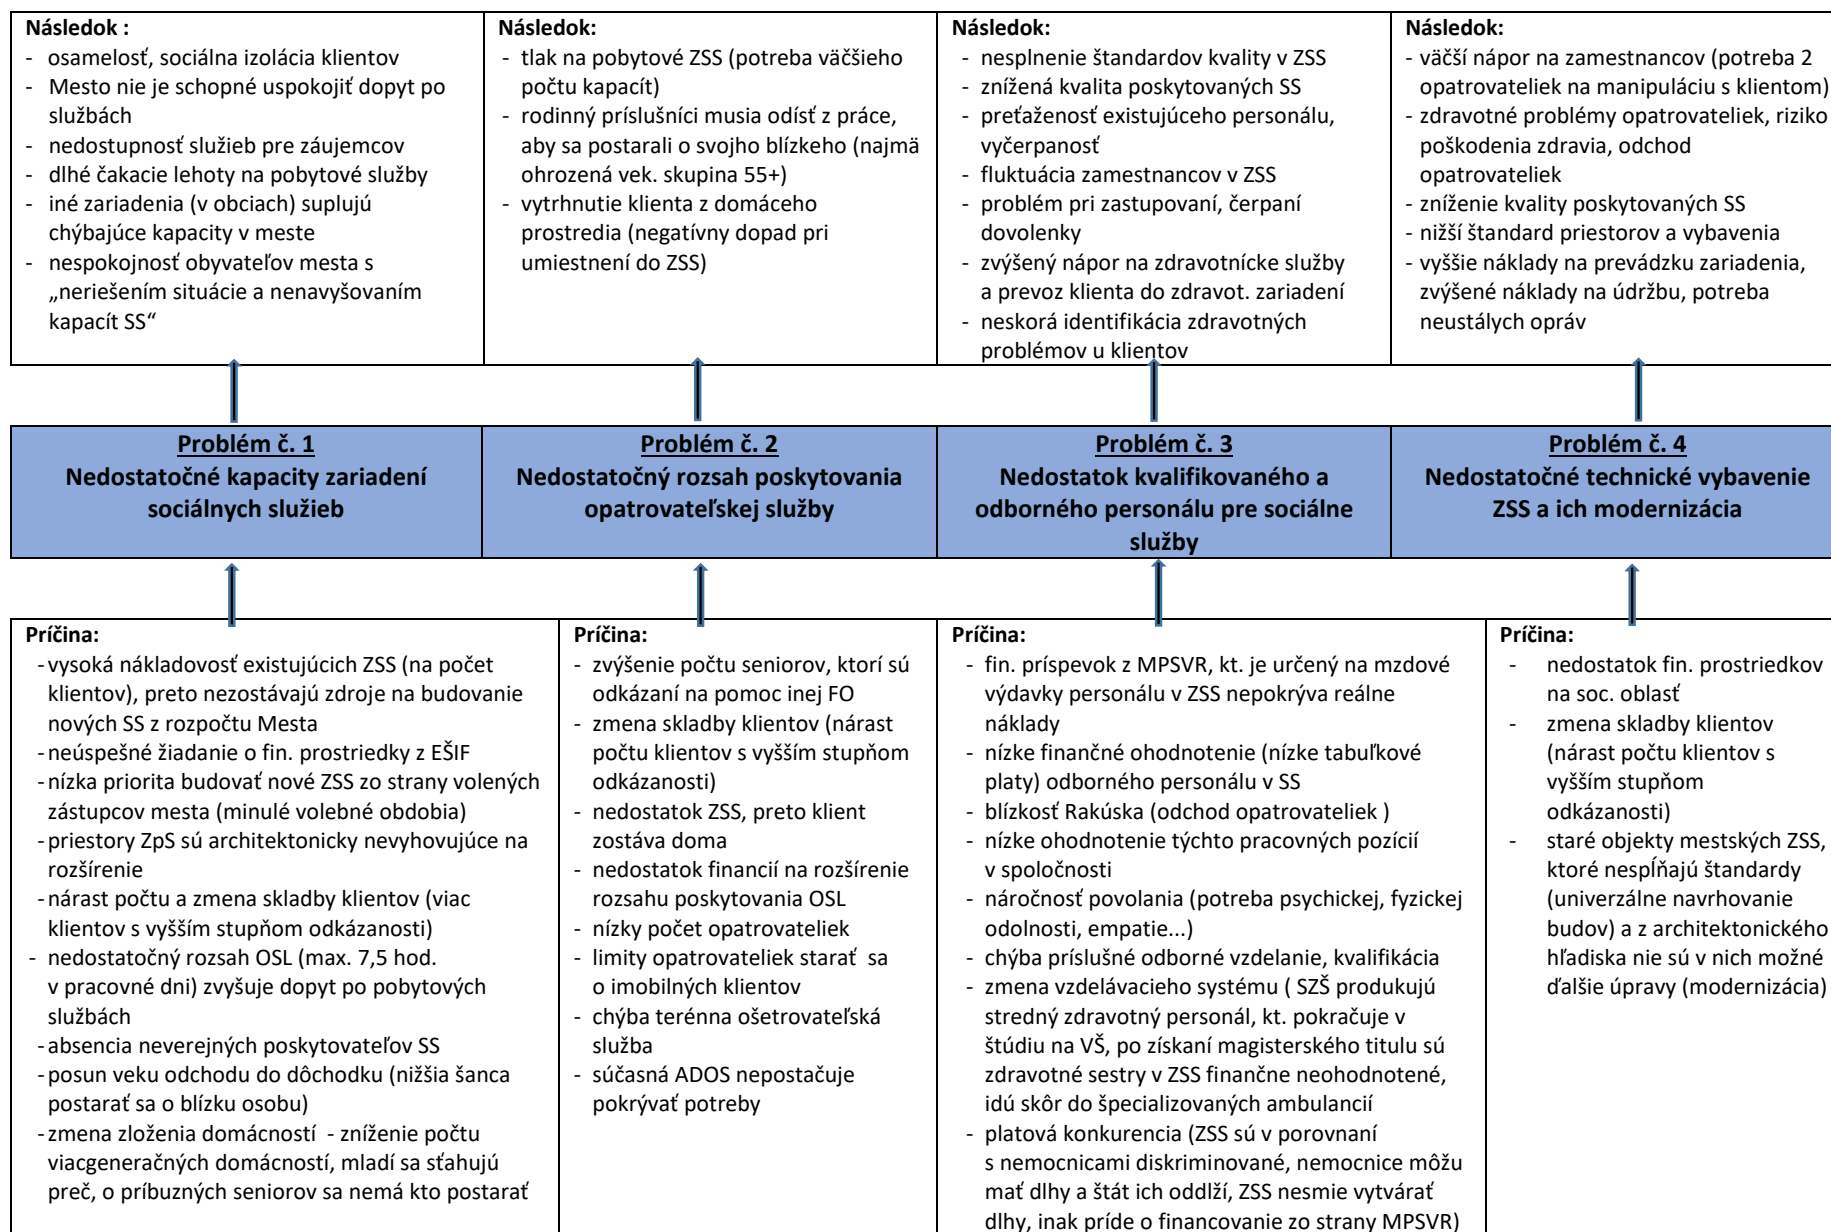 Následok :
- osamelosť, sociálna izolácia klientov
- Mesto nie je schopné uspokojiť dopyt po
službách
- nedostupnosť služieb pre záujemcov
- dlhé čakacie lehoty na pobytové služby
- iné zariadenia (v obciach) suplujú
chýbajúce kapacity v meste
- nespokojnosť obyvateľov mesta s
„neriešením situácie a nenavyšovaním
kapacít SS“
Následok:
- tlak na pobytové ZSS (potreba väčšieho
počtu kapacít)
- rodinný príslušníci musia odísť z práce,
aby sa postarali o svojho blízkeho (najmä
ohrozená vek. skupina 55+)
- vytrhnutie klienta z domáceho
prostredia (negatívny dopad pri
umiestnení do ZSS)
Následok:
- nesplnenie štandardov kvality v ZSS
- znížená kvalita poskytovaných SS
- preťaženosť existujúceho personálu,
vyčerpanosť
- fluktuácia zamestnancov v ZSS
- problém pri zastupovaní, čerpaní
dovolenky
- zvýšený nápor na zdravotnícke služby
a prevoz klienta do zdravot. zariadení
- neskorá identifikácia zdravotných
problémov u klientov
Následok:
- väčší nápor na zamestnancov (potreba 2
opatrovateliek na manipuláciu s klientom)
- zdravotné problémy opatrovateliek, riziko
poškodenia zdravia, odchod
opatrovateliek
- zníženie kvality poskytovaných SS
- nižší štandard priestorov a vybavenia
- vyššie náklady na prevádzku zariadenia,
zvýšené náklady na údržbu, potreba
neustálych opráv
Problém č. 1
Nedostatočné kapacity zariadení
sociálnych služieb
Problém č. 2
Nedostatočný rozsah poskytovania
opatrovateľskej služby
Problém č. 3
Nedostatok kvalifikovaného a
odborného personálu pre sociálne
služby
Problém č. 4
Nedostatočné technické vybavenie
ZSS a ich modernizácia
Príčina:
- vysoká nákladovosť existujúcich ZSS (na počet
klientov), preto nezostávajú zdroje na budovanie
nových SS z rozpočtu Mesta
- neúspešné žiadanie o fin. prostriedky z EŠIF
- nízka priorita budovať nové ZSS zo strany volených
zástupcov mesta (minulé volebné obdobia)
- priestory ZpS sú architektonicky nevyhovujúce na
rozšírenie
- nárast počtu a zmena skladby klientov (viac
klientov s vyšším stupňom odkázanosti)
- nedostatočný rozsah OSL (max. 7,5 hod.
v pracovné dni) zvyšuje dopyt po pobytových
službách
- absencia neverejných poskytovateľov SS
- posun veku odchodu do dôchodku (nižšia šanca
postarať sa o blízku osobu)
- zmena zloženia domácností - zníženie počtu
viacgeneračných domácností, mladí sa sťahujú
preč, o príbuzných seniorov sa nemá kto postarať
Príčina:
- zvýšenie počtu seniorov, ktorí sú
odkázaní na pomoc inej FO
- zmena skladby klientov (nárast
počtu klientov s vyšším stupňom
odkázanosti)
- nedostatok ZSS, preto klient
zostáva doma
- nedostatok financií na rozšírenie
rozsahu poskytovania OSL
- nízky počet opatrovateliek
- limity opatrovateliek starať sa
o imobilných klientov
- chýba terénna ošetrovateľská
služba
- súčasná ADOS nepostačuje
pokrývať potreby
Príčina:
- fin. príspevok z MPSVR, kt. je určený na mzdové
výdavky personálu v ZSS nepokrýva reálne
náklady
- nízke finančné ohodnotenie (nízke tabuľkové
platy) odborného personálu v SS
- blízkosť Rakúska (odchod opatrovateliek )
- nízke ohodnotenie týchto pracovných pozícií
v spoločnosti
- náročnosť povolania (potreba psychickej, fyzickej
odolnosti, empatie...)
- chýba príslušné odborné vzdelanie, kvalifikácia
- zmena vzdelávacieho systému ( SZŠ produkujú
stredný zdravotný personál, kt. pokračuje v
štúdiu na VŠ, po získaní magisterského titulu sú
zdravotné sestry v ZSS finančne neohodnotené,
idú skôr do špecializovaných ambulancií
- platová konkurencia (ZSS sú v porovnaní
s nemocnicami diskriminované, nemocnice môžu
mať dlhy a štát ich oddlží, ZSS nesmie vytvárať
dlhy, inak príde o financovanie zo strany MPSVR)
Príčina:
- nedostatok fin. prostriedkov
na soc. oblasť
- zmena skladby klientov
(nárast počtu klientov s
vyšším stupňom
odkázanosti)
- staré objekty mestských ZSS,
ktoré nespĺňajú štandardy
(univerzálne navrhovanie
budov) a z architektonického
hľadiska nie sú v nich možné
ďalšie úpravy (modernizácia)